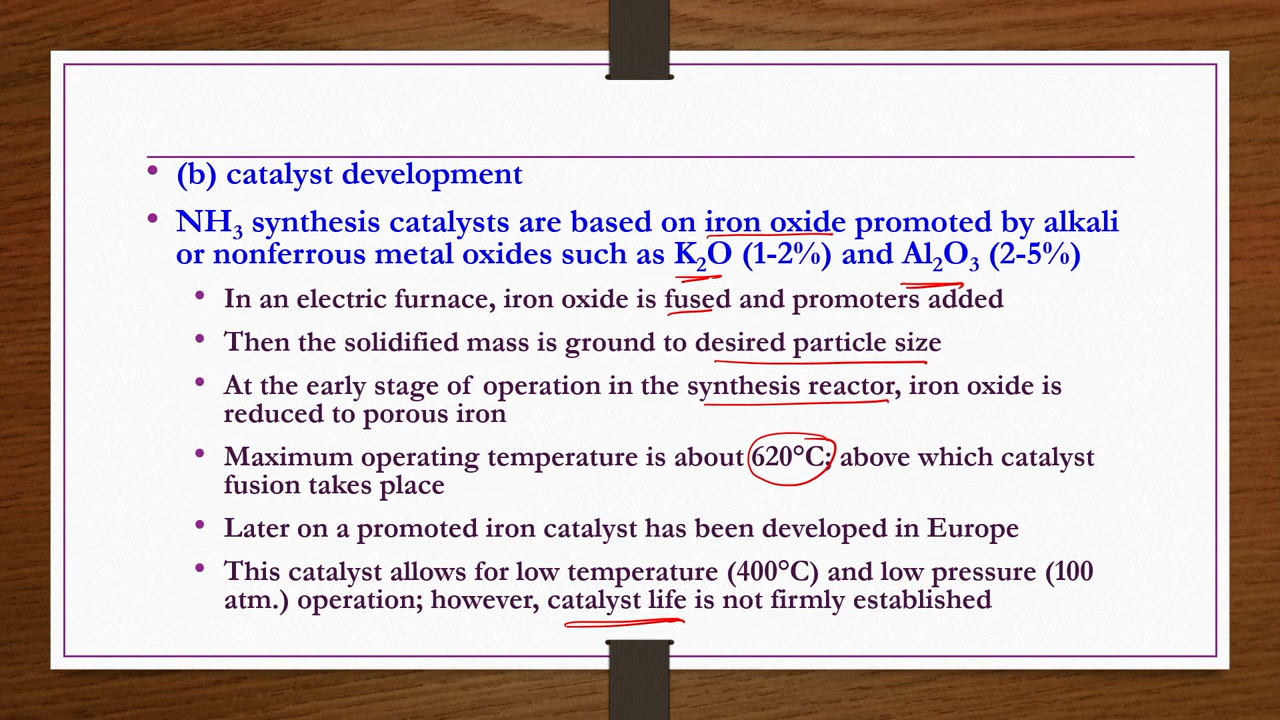 • (b) catalyst development
• NH₃ synthesis catalysts are based on iron oxide promoted by alkali
or nonferrous metal oxides such as K₂O (1-2%) and Al₂O₃ (2-5%)
• In an electric furnace, iron oxide is fused and promoters added
• Then the solidified mass is ground to desired particle size
• At the early stage of operation in the synthesis reactor, iron oxide is
reduced to porous iron
• Maximum operating temperature is about 620°C; above which catalyst
fusion takes place
• Later on a promoted iron catalyst has been developed in Europe
• This catalyst allows for low temperature (400°C) and low pressure (100
atm.) operation; however, catalyst life is not firmly established